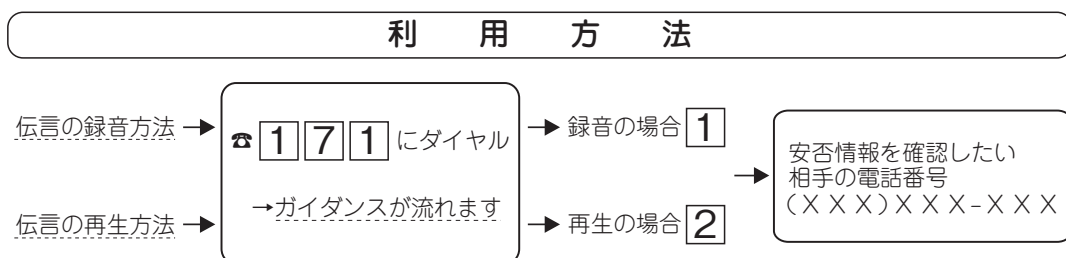 利用方法
伝言の録音方法→
☎171にダイヤル
→ガイダンスが流れます
伝言の再生方法→
→録音の場合1
→再生の場合2
→
安否情報を確認したい
相手の電話番号
(XXX)XXX-XXX